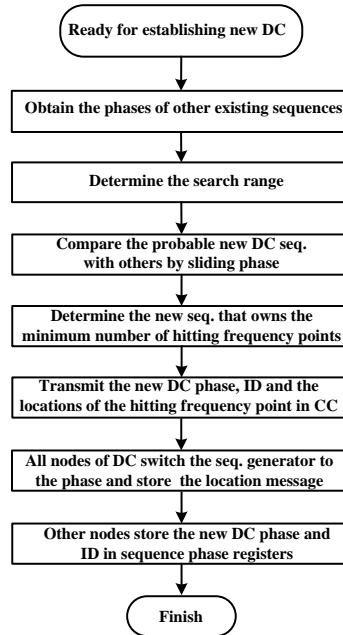 Ready for establishing new DC
Obtain the phases of other existing sequences
Determine the search range
Compare the probable new DC seq.
with others by sliding phase
Determine the new seq. that owns the
minimum number of hitting frequency points
Transmit the new DC phase, ID and the
locations of the hitting frequency point in CC
All nodes of DC switch the seq. generator to
the phase and store the location message
Other nodes store the new DC phase and
ID in sequence phase registers
Finish